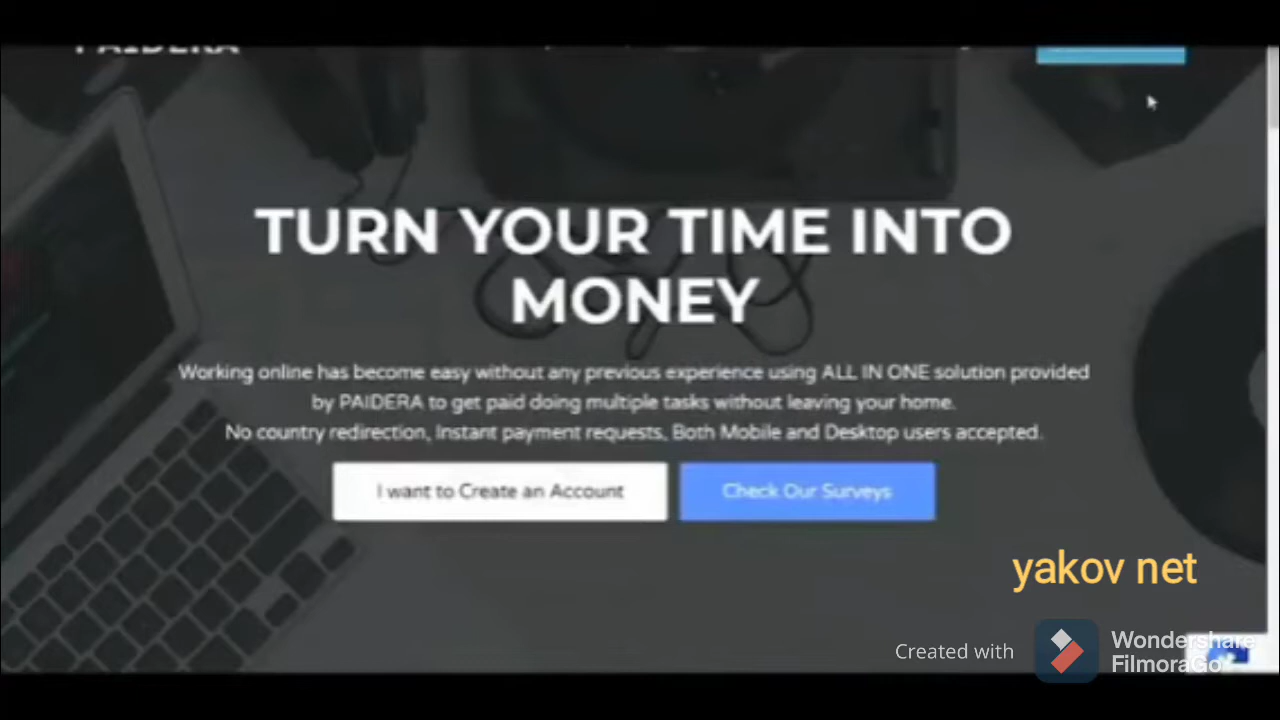 PAIDERA
TURN YOUR TIME INTO
MONEY
Working online has become easy without any previous experience using ALL IN ONE solution provided
by PAIDERA to get paid doing multiple tasks without leaving your home.
No country redirection, Instant payment requests, Both Mobile and Desktop users accepted.
I want to Create an Account
Check Our Surveys
yakov net
Created with
Wondershare
FilmoraGo